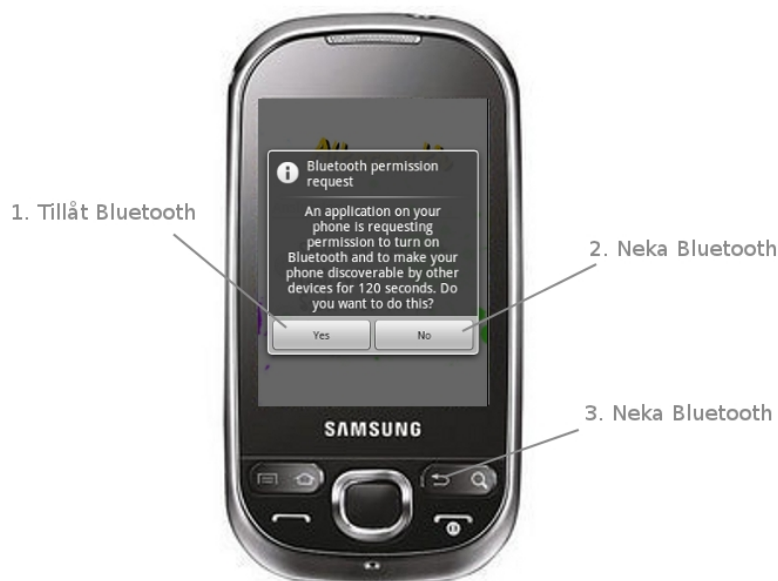 Bluetooth permission
request
An application on your
phone is requesting
permission to turn on
Bluetooth and to make your
phone discoverable by other
devices for 120 seconds. Do
you want to do this?
Yes No
1. Tillåt Bluetooth
2. Neka Bluetooth
3. Neka Bluetooth
SAMSUNG